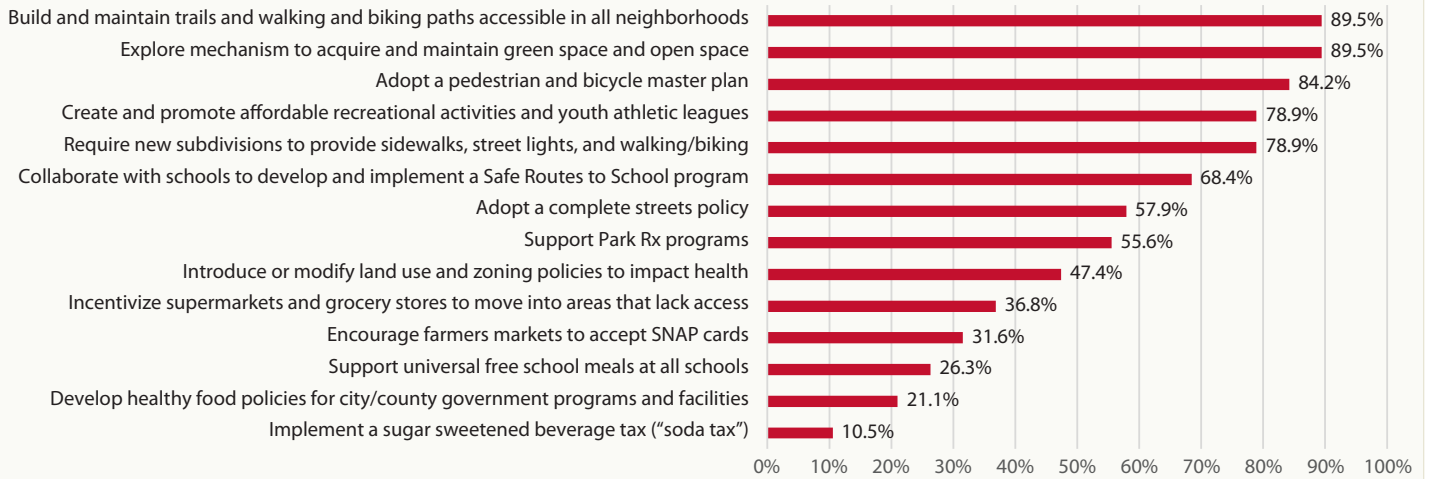 Build and maintain trails and walking and biking paths accessible in all neighborhoods 89.5%
Explore mechanism to acquire and maintain green space and open space 89.5%
Adopt a pedestrian and bicycle master plan 84.2%
Create and promote affordable recreational activities and youth athletic leagues 78.9%
Require new subdivisions to provide sidewalks, street lights, and walking/biking 78.9%
Collaborate with schools to develop and implement a Safe Routes to School program 68.4%
Adopt a complete streets policy 57.9%
Support Park Rx programs 55.6%
Introduce or modify land use and zoning policies to impact health 47.4%
Incentivize supermarkets and grocery stores to move into areas that lack access 36.8%
Encourage farmers markets to accept SNAP cards 31.6%
Support universal free school meals at all schools 26.3%
Develop healthy food policies for city/county government programs and facilities 21.1%
Implement a sugar sweetened beverage tax (“soda tax”) 10.5%
0% 10% 20% 30% 40% 50% 60% 70% 80% 90% 100%